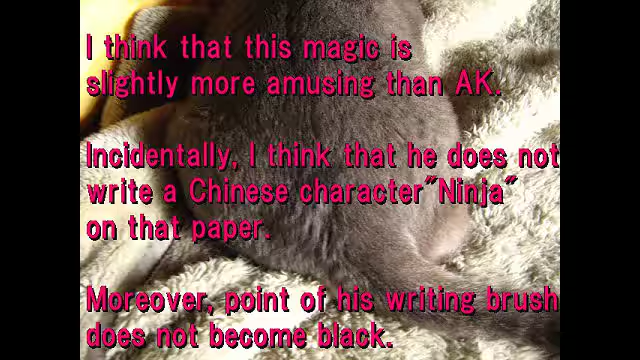 I think that this magic is
slightly more amusing than AK.
Incidentally, I think that he does not
write a Chinese character"Ninja"
on that paper.
Moreover, point of his writing brush
does not become black.